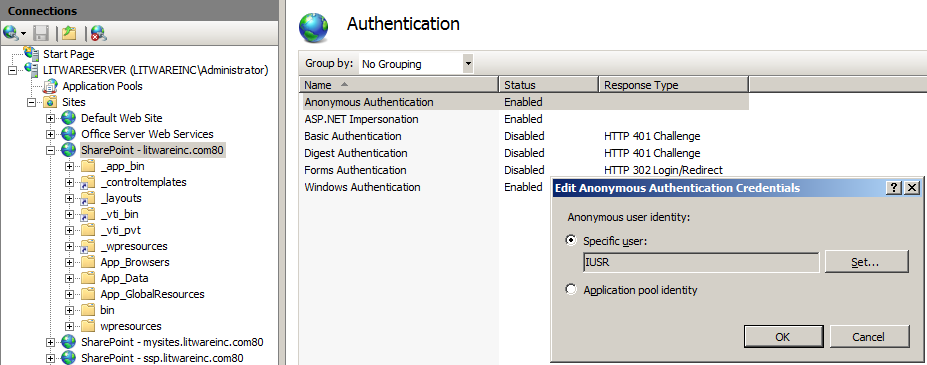 Connections
Start Page
LITWARESERVER (LITWAREINC\Administrator)
Application Pools
Sites
Default Web Site
Office Server Web Services
SharePoint - litwareinc.com80
_app_bin
_controltemplates
_layouts
_vti_bin
_vti_pvt
_wpresources
App_Browsers
App_Data
App_GlobalResources
bin
wpresources
SharePoint - mysites.litwareinc.com80
SharePoint - ssp.litwareinc.com80
Authentication
Group by: No Grouping
Name Status Response Type
Anonymous Authentication Enabled
ASP.NET Impersonation Enabled
Basic Authentication Disabled HTTP 401 Challenge
Digest Authentication Disabled HTTP 401 Challenge
Forms Authentication Disabled HTTP 302 Login/Redirect
Windows Authentication Enabled
Edit Anonymous Authentication Credentials
Anonymous user identity:
Specific user:
IUSR Set...
Application pool identity
OK Cancel